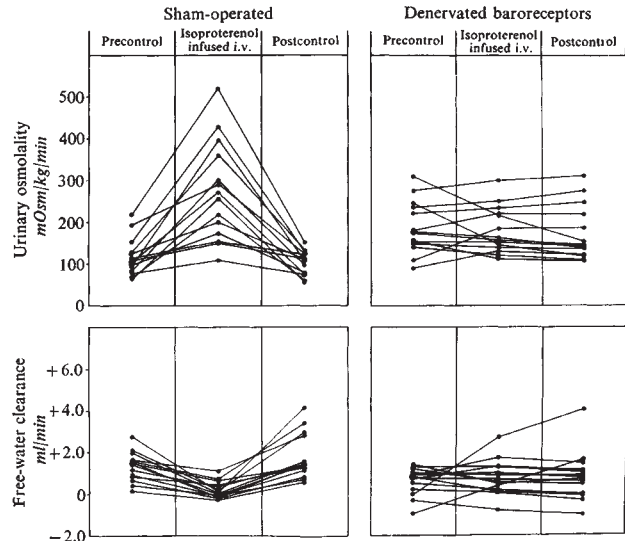 Sham-operated
Denervated baroreceptors
Precontrol
Isoproterenol
infused i.v.
Postcontrol
Precontrol
Isoproterenol
infused i.v.
Postcontrol
Urinary osmolality
mOsm/kg/min
500
400
300
200
100
0
Free-water clearance
ml/min
+6.0
+4.0
+2.0
0
−2.0